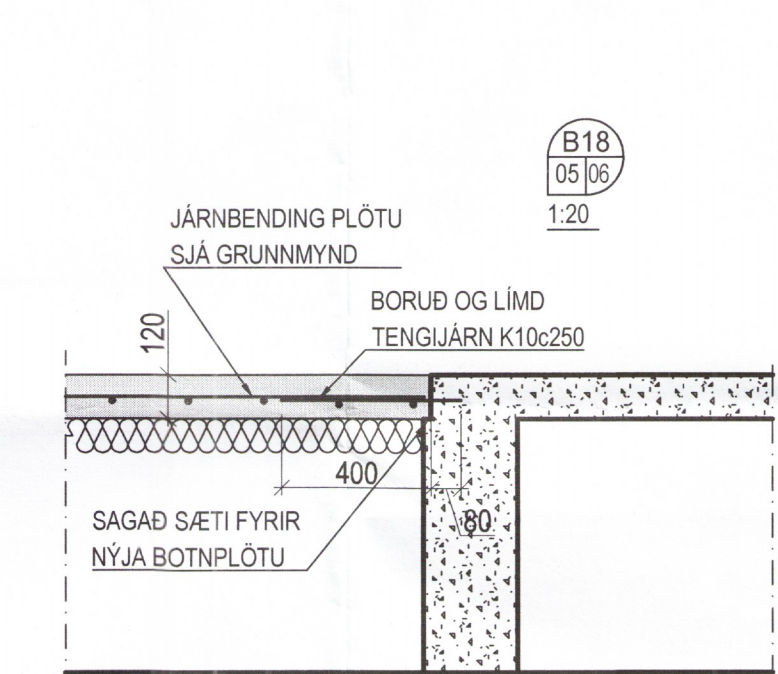 B18
05 06
1:20
JÁRNBENDING PLÖTU
SJÁ GRUNNMYND
BORUÐ OG LÍMD
TENGIJÁRN K10c250
120
400
80
SAGAÐ SÆTI FYRIR
NÝJA BOTNPLÖTU